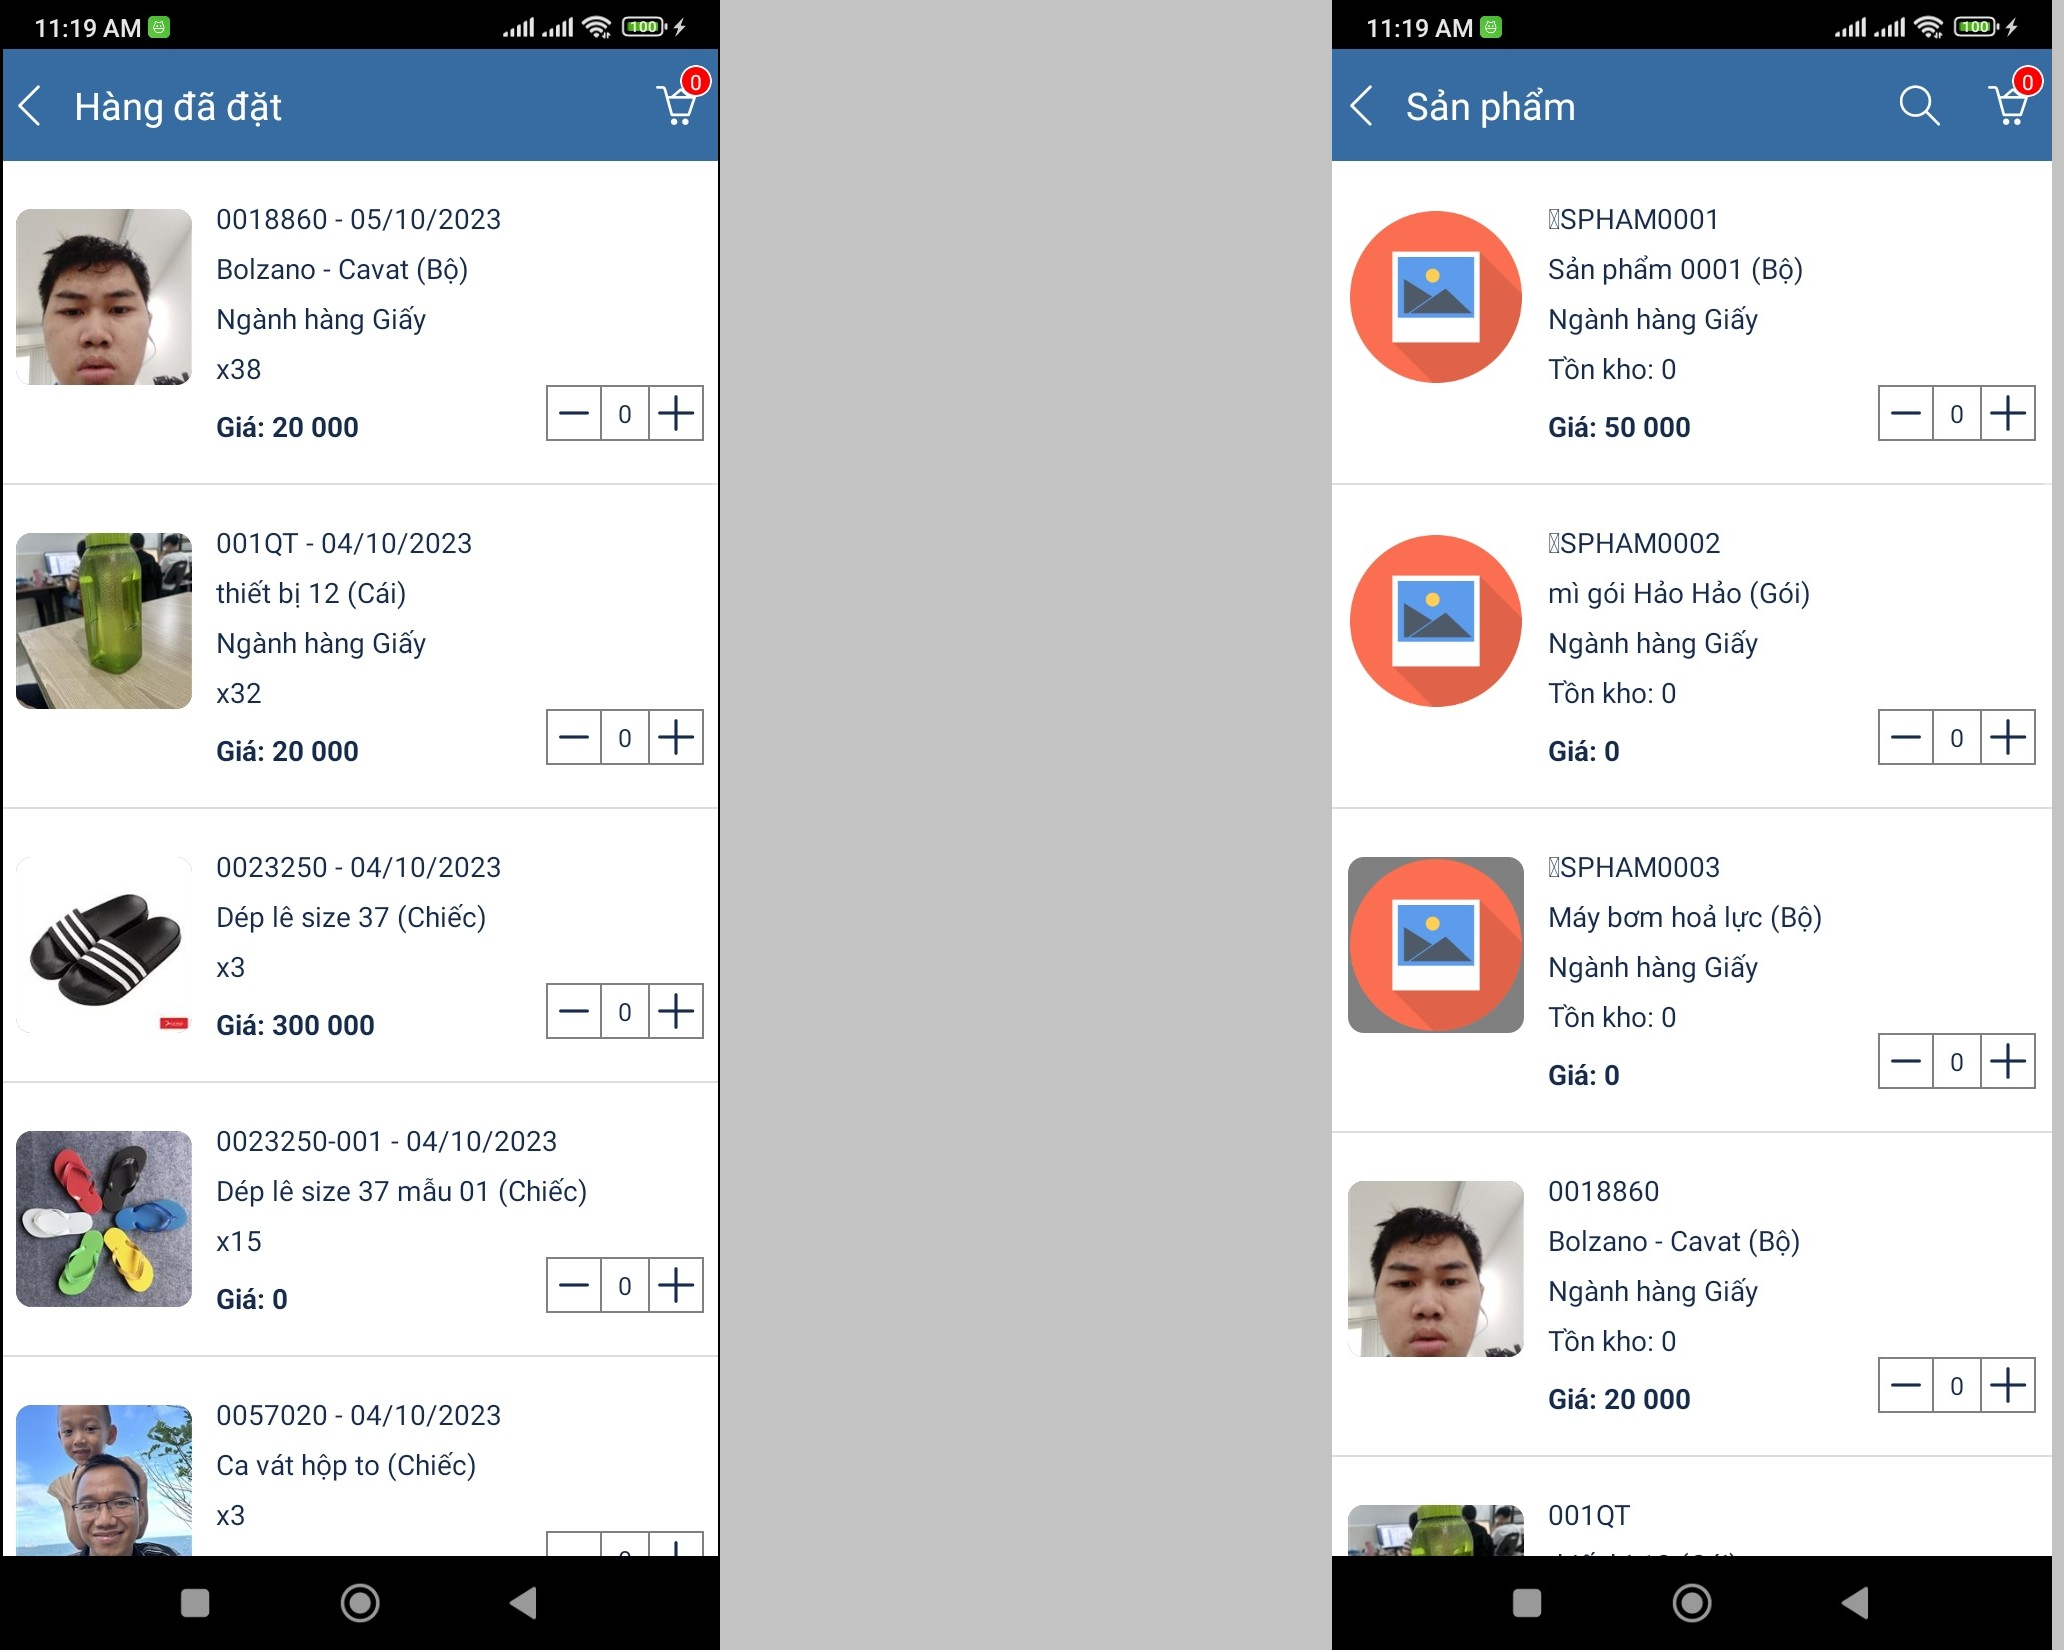 11:19 AM
100
Hàng đã đặt
0
0018860 - 05/10/2023
Bolzano - Cavat (Bộ)
Ngành hàng Giấy
x38
Giá: 20 000
0
001QT - 04/10/2023
thiết bị 12 (Cái)
Ngành hàng Giấy
x32
Giá: 20 000
0
0023250 - 04/10/2023
Dép lê size 37 (Chiếc)
x3
Giá: 300 000
0
0023250-001 - 04/10/2023
Dép lê size 37 mẫu 01 (Chiếc)
x15
Giá: 0
0
0057020 - 04/10/2023
Ca vát hộp to (Chiếc)
x3
11:19 AM
100
Sản phẩm
0
SPHAM0001
Sản phẩm 0001 (Bộ)
Ngành hàng Giấy
Tồn kho: 0
Giá: 50 000
0
SPHAM0002
mì gói Hảo Hảo (Gói)
Ngành hàng Giấy
Tồn kho: 0
Giá: 0
0
SPHAM0003
Máy bơm hoả lực (Bộ)
Ngành hàng Giấy
Tồn kho: 0
Giá: 0
0
0018860
Bolzano - Cavat (Bộ)
Ngành hàng Giấy
Tồn kho: 0
Giá: 20 000
0
001QT